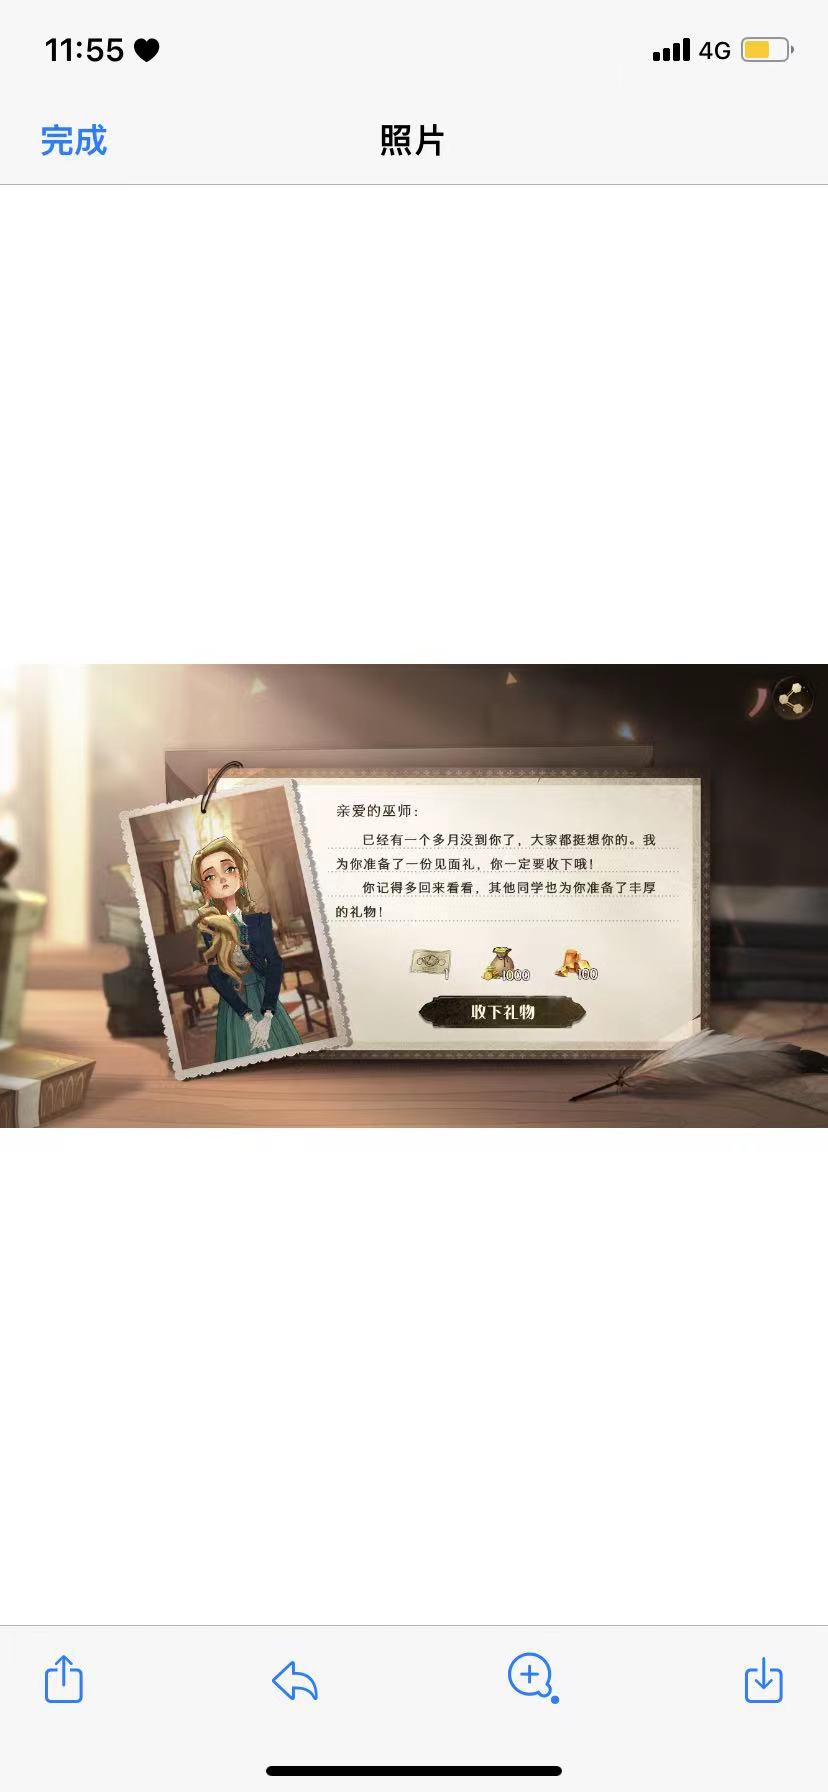 11:55
4G
完成
照片
亲爱的巫师：
已经有一个多月没到你了，大家都挺想你的。我
为你准备了一份见面礼，你一定要收下哦！
你记得多回来看看，其他同学也为你准备了丰厚
的礼物！
1
1000
100
收下礼物